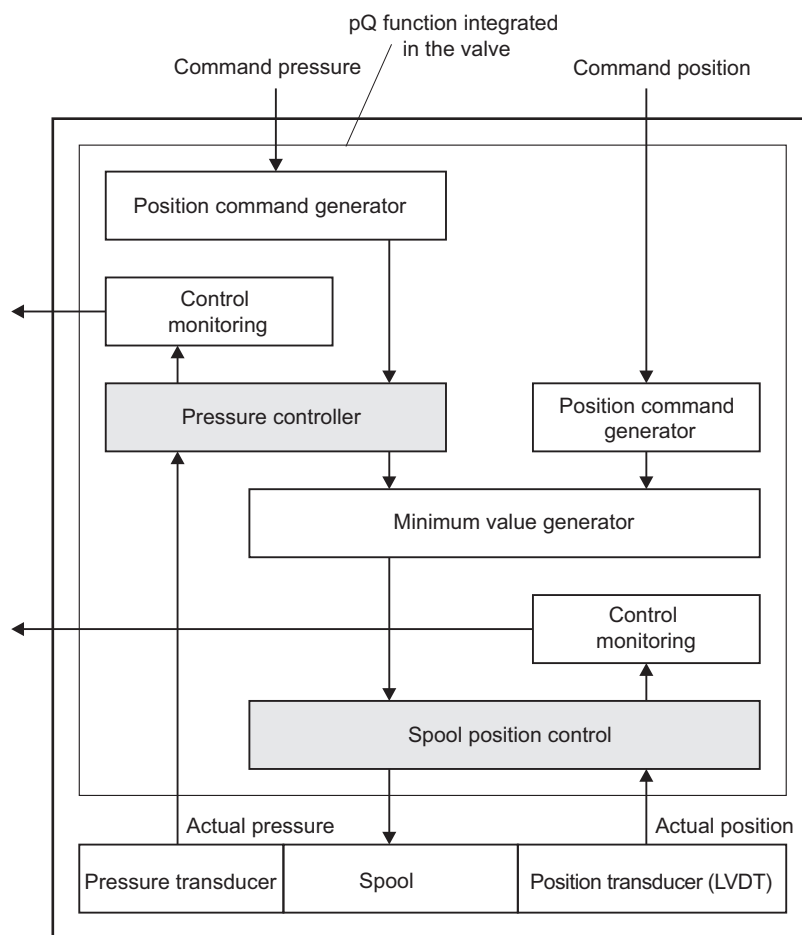 pQ function integrated
in the valve
Command pressure
Command position
Position command generator
Control
monitoring
Pressure controller
Position command
generator
Minimum value generator
Control
monitoring
Spool position control
Actual pressure
Actual position
Pressure transducer
Spool
Position transducer (LVDT)